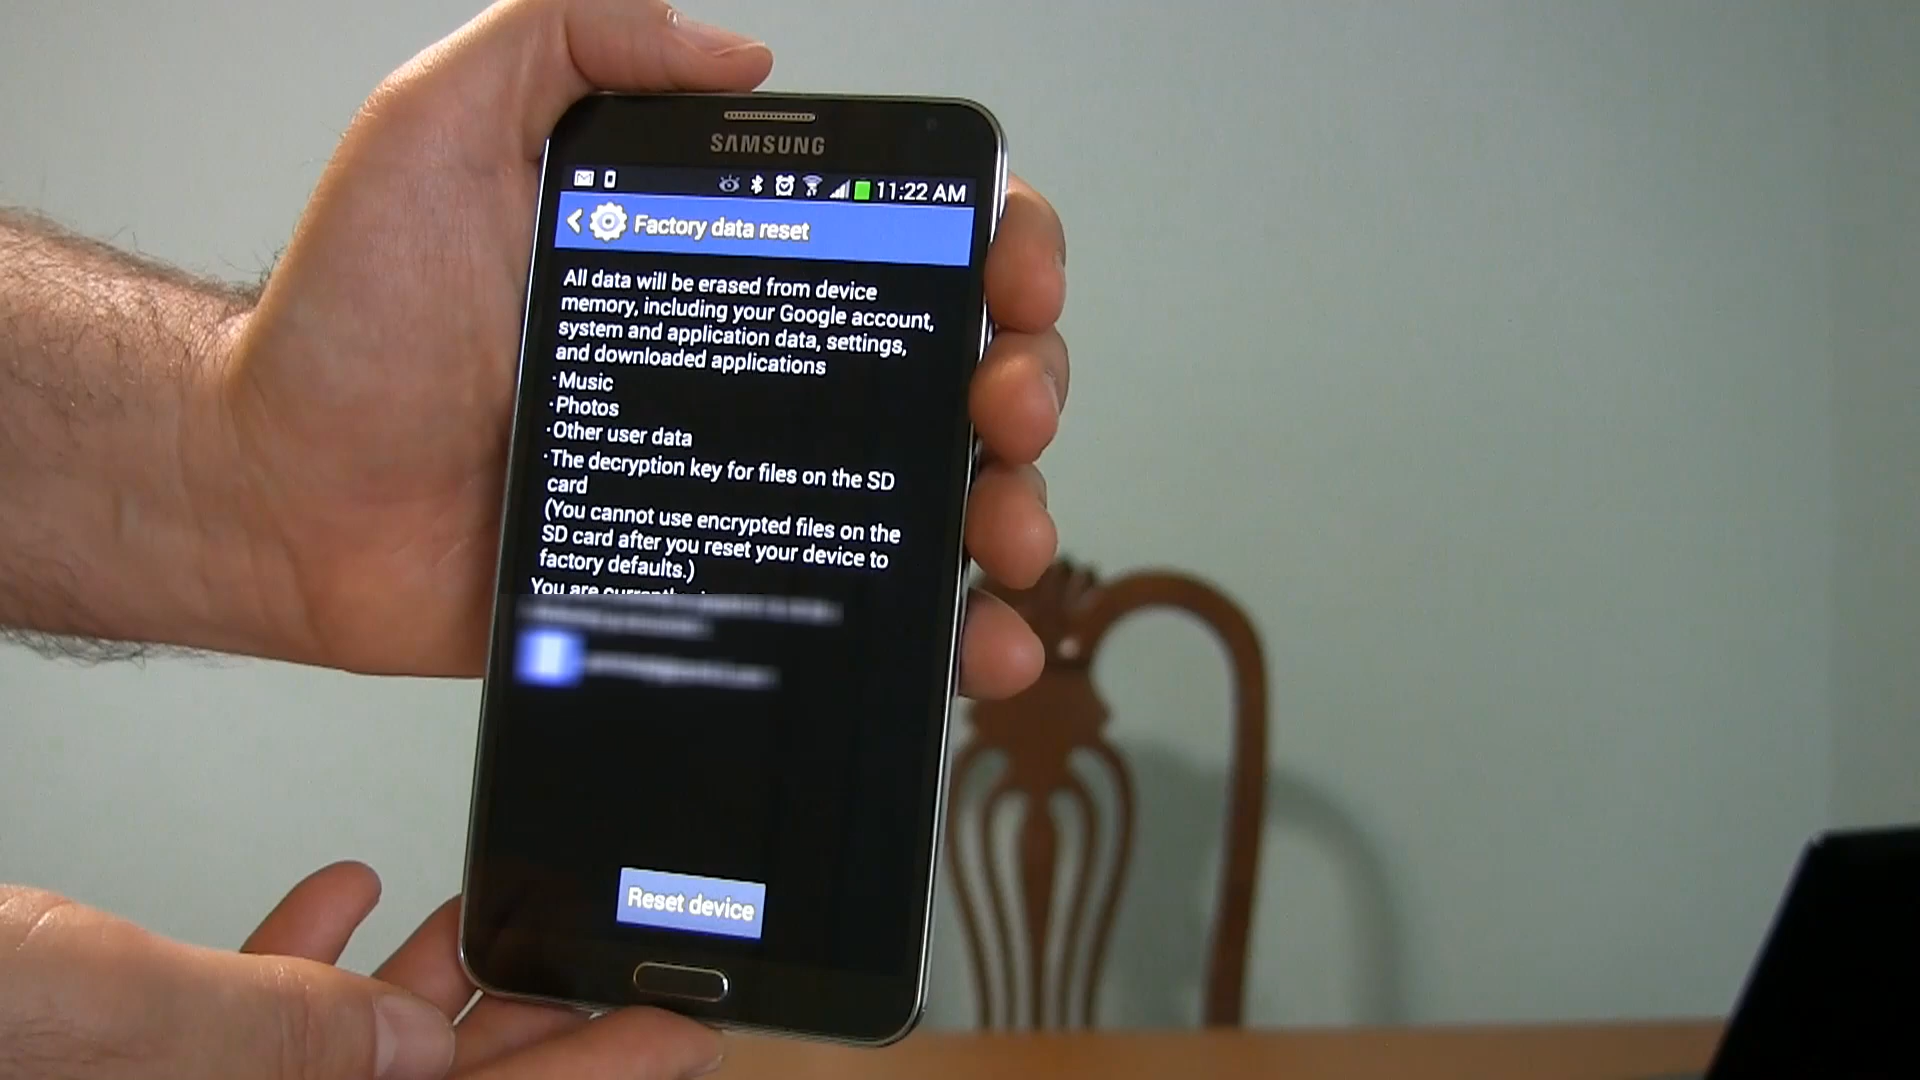 SAMSUNG
11:22 AM
Factory data reset
All data will be erased from device
memory, including your Google account,
system and application data, settings,
and downloaded applications
·Music
·Photos
·Other user data
·The decryption key for files on the SD
card
(You cannot use encrypted files on the
SD card after you reset your device to
factory defaults.)
You are
Reset device